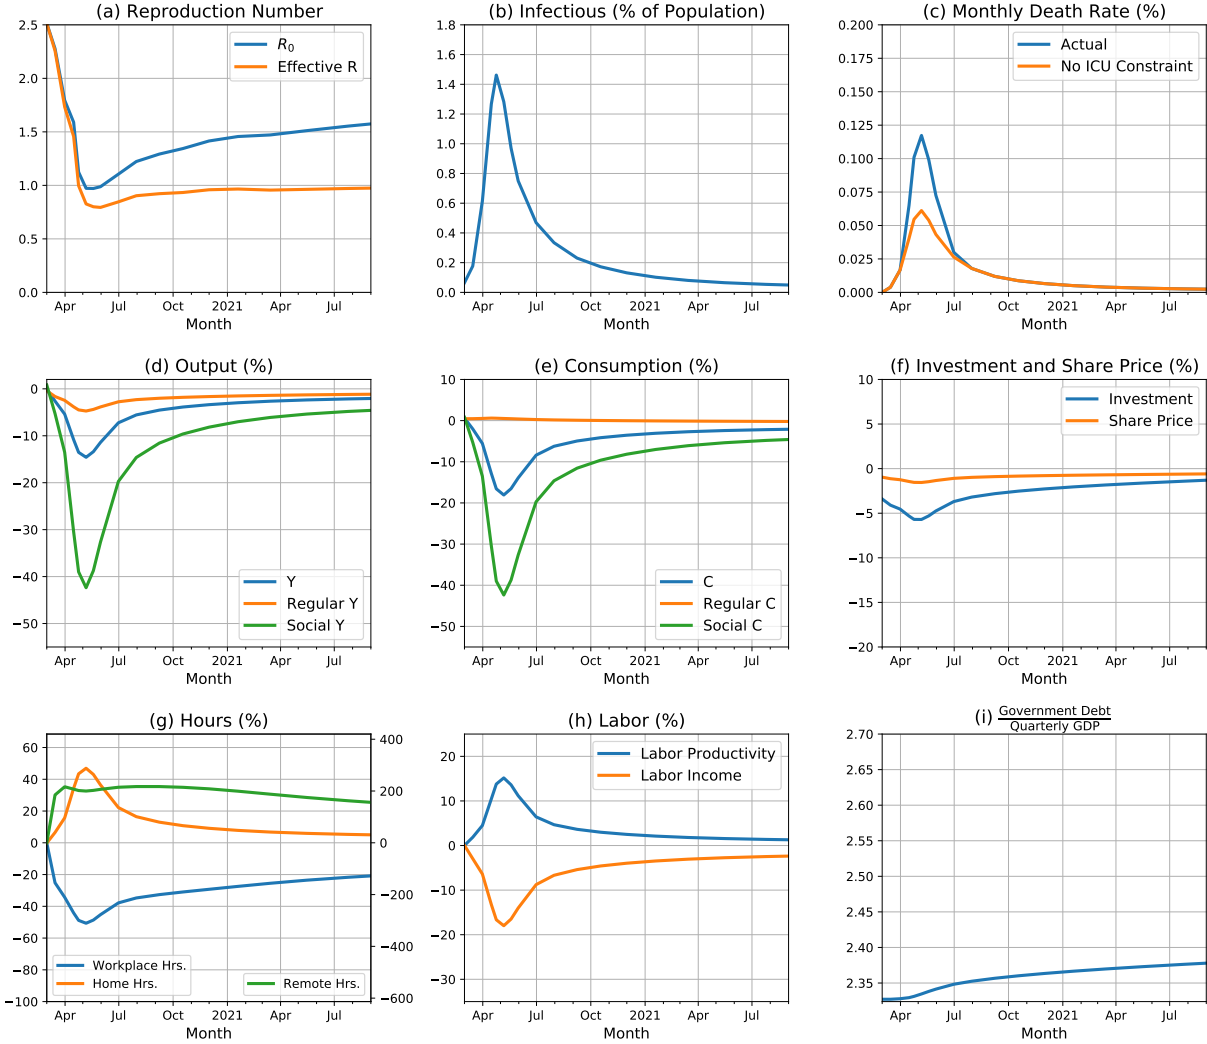 (a) Reproduction Number
R0
Effective R
2.5
2.0
1.5
1.0
0.5
0.0
Apr Jul Oct 2021 Apr Jul
Month
(b) Infectious (% of Population)
1.8
1.6
1.4
1.2
1.0
0.8
0.6
0.4
0.2
0.0
Apr Jul Oct 2021 Apr Jul
Month
(c) Monthly Death Rate (%)
Actual
No ICU Constraint
0.200
0.175
0.150
0.125
0.100
0.075
0.050
0.025
0.000
Apr Jul Oct 2021 Apr Jul
Month
(d) Output (%)
0
−10
−20
−30
−40
−50
Y
Regular Y
Social Y
Apr Jul Oct 2021 Apr Jul
Month
(e) Consumption (%)
10
0
−10
−20
−30
−40
−50
C
Regular C
Social C
Apr Jul Oct 2021 Apr Jul
Month
(f) Investment and Share Price (%)
Investment
Share Price
10
5
0
−5
−10
−15
−20
Apr Jul Oct 2021 Apr Jul
Month
(g) Hours (%)
60
40
20
0
−20
−40
−60
−80
−100
400
200
0
−200
−400
−600
Workplace Hrs.
Home Hrs.
Remote Hrs.
Apr Jul Oct 2021 Apr Jul
Month
(h) Labor (%)
Labor Productivity
Labor Income
20
10
0
−10
−20
−30
Apr Jul Oct 2021 Apr Jul
Month
(i) Government Debt
Quarterly GDP
2.70
2.65
2.60
2.55
2.50
2.45
2.40
2.35
Apr Jul Oct 2021 Apr Jul
Month